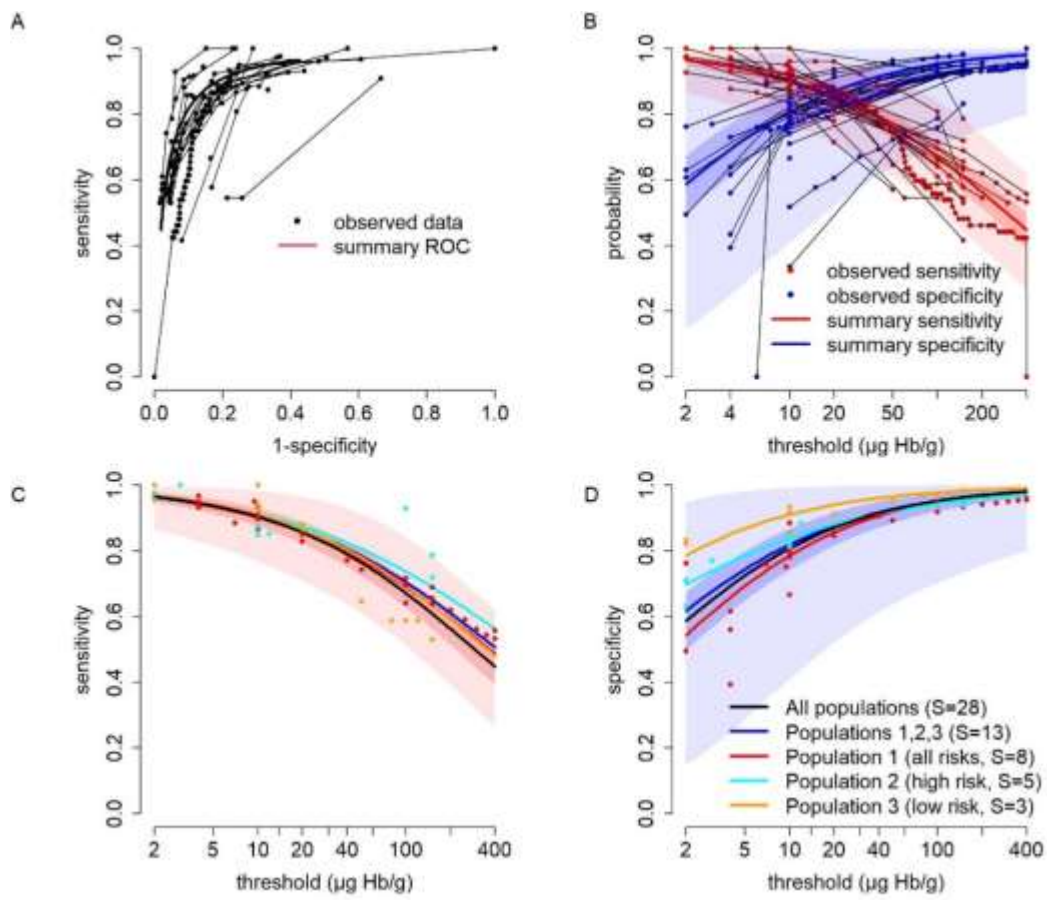 A
sensitivity
1.0
0.8
0.6
0.4
0.2
0.0
observed data
summary ROC
0.0 0.2 0.4 0.6 0.8 1.0
1-specificity
B
probability
1.0
0.8
0.6
0.4
0.2
0.0
observed sensitivity
observed specificity
summary sensitivity
summary specificity
2 4 10 20 50 200
threshold (µg Hb/g)
C
sensitivity
1.0
0.8
0.6
0.4
0.2
0.0
2 5 10 20 40 100 400
threshold (µg Hb/g)
D
specificity
1.0
0.8
0.6
0.4
0.2
0.0
All populations (S=28)
Populations 1,2,3 (S=13)
Population 1 (all risks, S=8)
Population 2 (high risk, S=5)
Population 3 (low risk, S=3)
2 5 10 20 40 100 400
threshold (µg Hb/g)